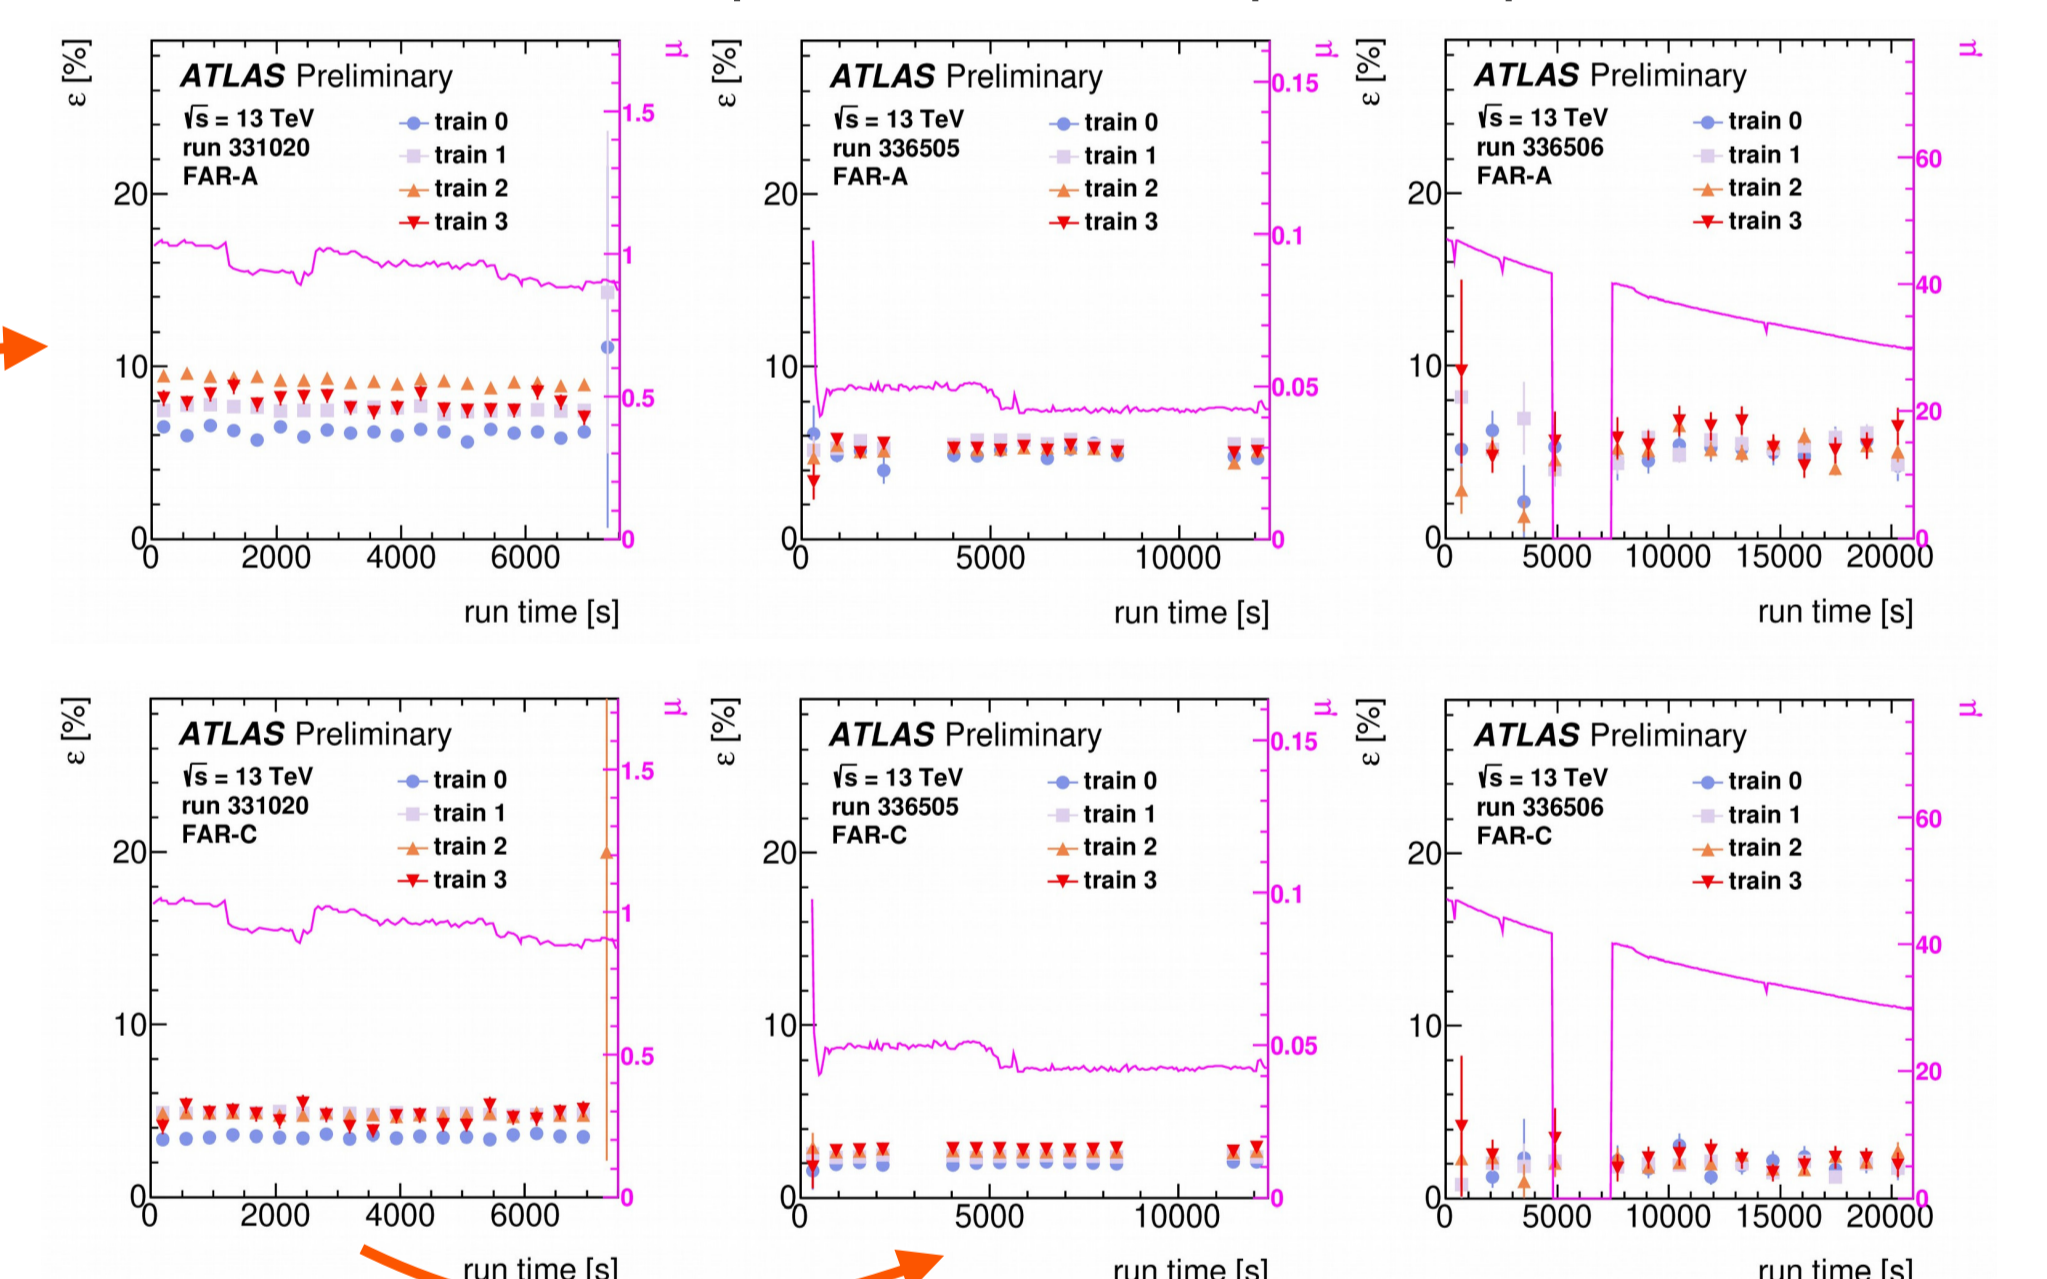 ε [%]
μ
ATLAS Preliminary
√s = 13 TeV
run 331020
FAR-A
train 0
train 1
train 2
train 3
20
10
0
1.5
1
0.5
0
0 2000 4000 6000
run time [s]
ε [%]
μ
ATLAS Preliminary
√s = 13 TeV
run 336505
FAR-A
train 0
train 1
train 2
train 3
20
10
0
0.15
0.1
0.05
0
0 5000 10000
run time [s]
ε [%]
μ
ATLAS Preliminary
√s = 13 TeV
run 336506
FAR-A
train 0
train 1
train 2
train 3
20
10
0
60
40
20
0
0 5000 10000 15000 20000
run time [s]
ε [%]
μ
ATLAS Preliminary
√s = 13 TeV
run 331020
FAR-C
train 0
train 1
train 2
train 3
20
10
0
1.5
1
0.5
0
0 2000 4000 6000
run time [s]
ε [%]
μ
ATLAS Preliminary
√s = 13 TeV
run 336505
FAR-C
train 0
train 1
train 2
train 3
20
10
0
0.15
0.1
0.05
0
0 5000 10000
run time [s]
ε [%]
μ
ATLAS Preliminary
√s = 13 TeV
run 336506
FAR-C
train 0
train 1
train 2
train 3
20
10
0
60
40
20
0
0 5000 10000 15000 20000
run time [s]